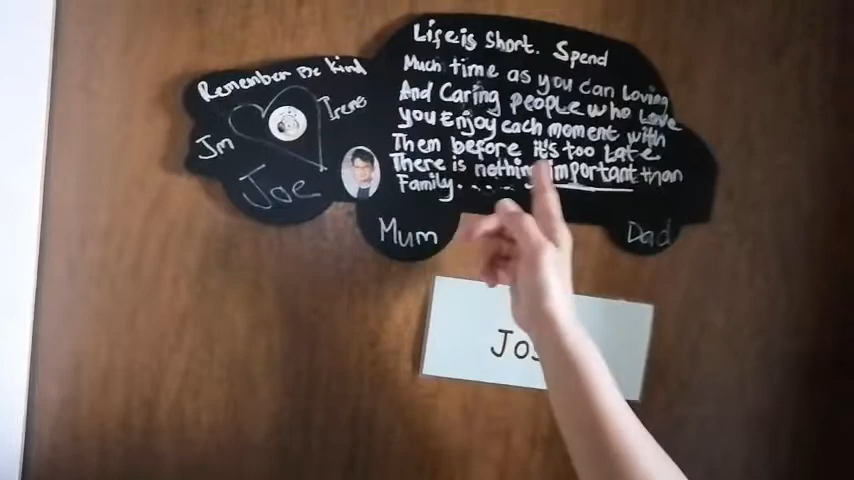 Remember Be kind
Jm
Irene
Joe
Life is short. Spend
Much time as you can Loving
And Caring people who Love
you Enjoy each moment with
Them before it's too Late
There is nothing important than
Family.....
Mum
Dad